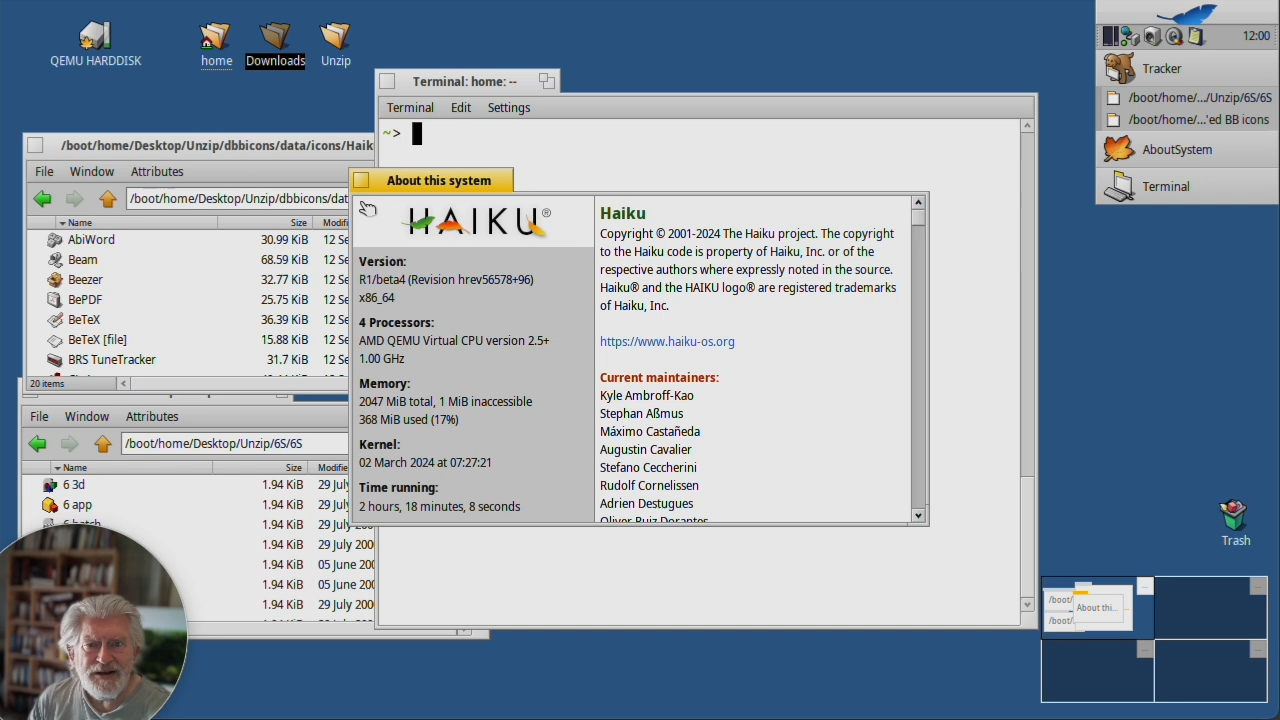 QEMU HARDDISK
home
Downloads
Unzip
12:00
Tracker
/boot/home/.../Unzip/6S/6S
/boot/home/...'ed BB icons
AboutSystem
Terminal
Terminal: home: --
Terminal Edit Settings
~>
/boot/home/Desktop/Unzip/dbbicons/data/icons/Haik
File Window Attributes
/boot/home/Desktop/Unzip/dbbicons/dat
Name Size Modifi
AbiWord 30.99 KiB 12 Se
Beam 68.59 KiB 12 Se
Beezer 32.77 KiB 12 Se
BePDF 25.75 KiB 12 Se
BeTeX 36.39 KiB 12 Se
BeTeX [file] 15.88 KiB 12 Se
BRS TuneTracker 31.7 KiB 12 Se
20 items
File Window Attributes
/boot/home/Desktop/Unzip/6S/6S
Name Size Modifie
6 3d 1.94 KiB 29 July
6 app 1.94 KiB 29 July
6 batch 1.94 KiB 29 July
1.94 KiB 29 July 200
1.94 KiB 05 June 200
1.94 KiB 05 June 200
1.94 KiB 29 July 200
About this system
HAIKU®
Version:
R1/beta4 (Revision hrev56578+96)
x86_64
4 Processors:
AMD QEMU Virtual CPU version 2.5+
1.00 GHz
Memory:
2047 MiB total, 1 MiB inaccessible
368 MiB used (17%)
Kernel:
02 March 2024 at 07:27:21
Time running:
2 hours, 18 minutes, 8 seconds
Haiku
Copyright © 2001-2024 The Haiku project. The copyright
to the Haiku code is property of Haiku, Inc. or of the
respective authors where expressly noted in the source.
Haiku® and the HAIKU logo® are registered trademarks
of Haiku, Inc.
https://www.haiku-os.org
Current maintainers:
Kyle Ambroff-Kao
Stephan Aßmus
Máximo Castañeda
Augustin Cavalier
Stefano Ceccherini
Rudolf Cornelissen
Adrien Destugues
Oliver Ruiz Dorantes
Trash
/boot/
/boot/
About thi...